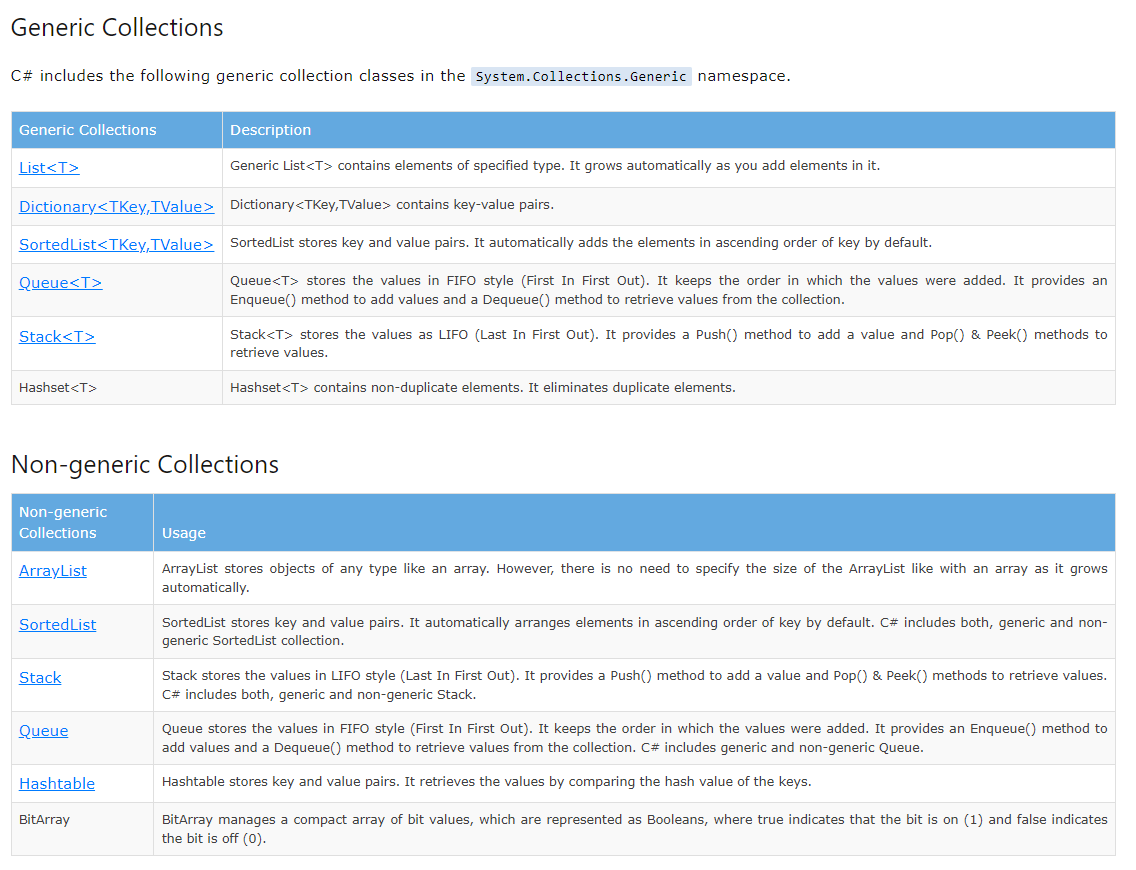 Generic Collections
C# includes the following generic collection classes in the System.Collections.Generic namespace.
Generic Collections Description
List<T> Generic List<T> contains elements of specified type. It grows automatically as you add elements in it.
Dictionary<TKey,TValue> Dictionary<TKey,TValue> contains key-value pairs.
SortedList<TKey,TValue> SortedList stores key and value pairs. It automatically adds the elements in ascending order of key by default.
Queue<T> Queue<T> stores the values in FIFO style (First In First Out). It keeps the order in which the values were added. It provides an
Enqueue() method to add values and a Dequeue() method to retrieve values from the collection.
Stack<T> Stack<T> stores the values as LIFO (Last In First Out). It provides a Push() method to add a value and Pop() & Peek() methods to
retrieve values.
Hashset<T> Hashset<T> contains non-duplicate elements. It eliminates duplicate elements.
Non-generic Collections
Non-generic
Collections Usage
ArrayList ArrayList stores objects of any type like an array. However, there is no need to specify the size of the ArrayList like with an array as it grows
automatically.
SortedList SortedList stores key and value pairs. It automatically arranges elements in ascending order of key by default. C# includes both, generic and non-
generic SortedList collection.
Stack Stack stores the values in LIFO style (Last In First Out). It provides a Push() method to add a value and Pop() & Peek() methods to retrieve values.
C# includes both, generic and non-generic Stack.
Queue Queue stores the values in FIFO style (First In First Out). It keeps the order in which the values were added. It provides an Enqueue() method to
add values and a Dequeue() method to retrieve values from the collection. C# includes generic and non-generic Queue.
Hashtable Hashtable stores key and value pairs. It retrieves the values by comparing the hash value of the keys.
BitArray BitArray manages a compact array of bit values, which are represented as Booleans, where true indicates that the bit is on (1) and false indicates
the bit is off (0).